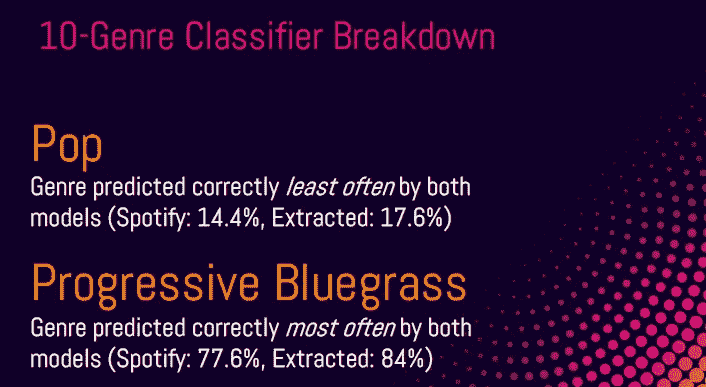 10-Genre Classifier Breakdown
Pop
Genre predicted correctly least often by both
models (Spotify: 14.4%, Extracted: 17.6%)
Progressive Bluegrass
Genre predicted correctly most often by both
models (Spotify: 77.6%, Extracted: 84%)